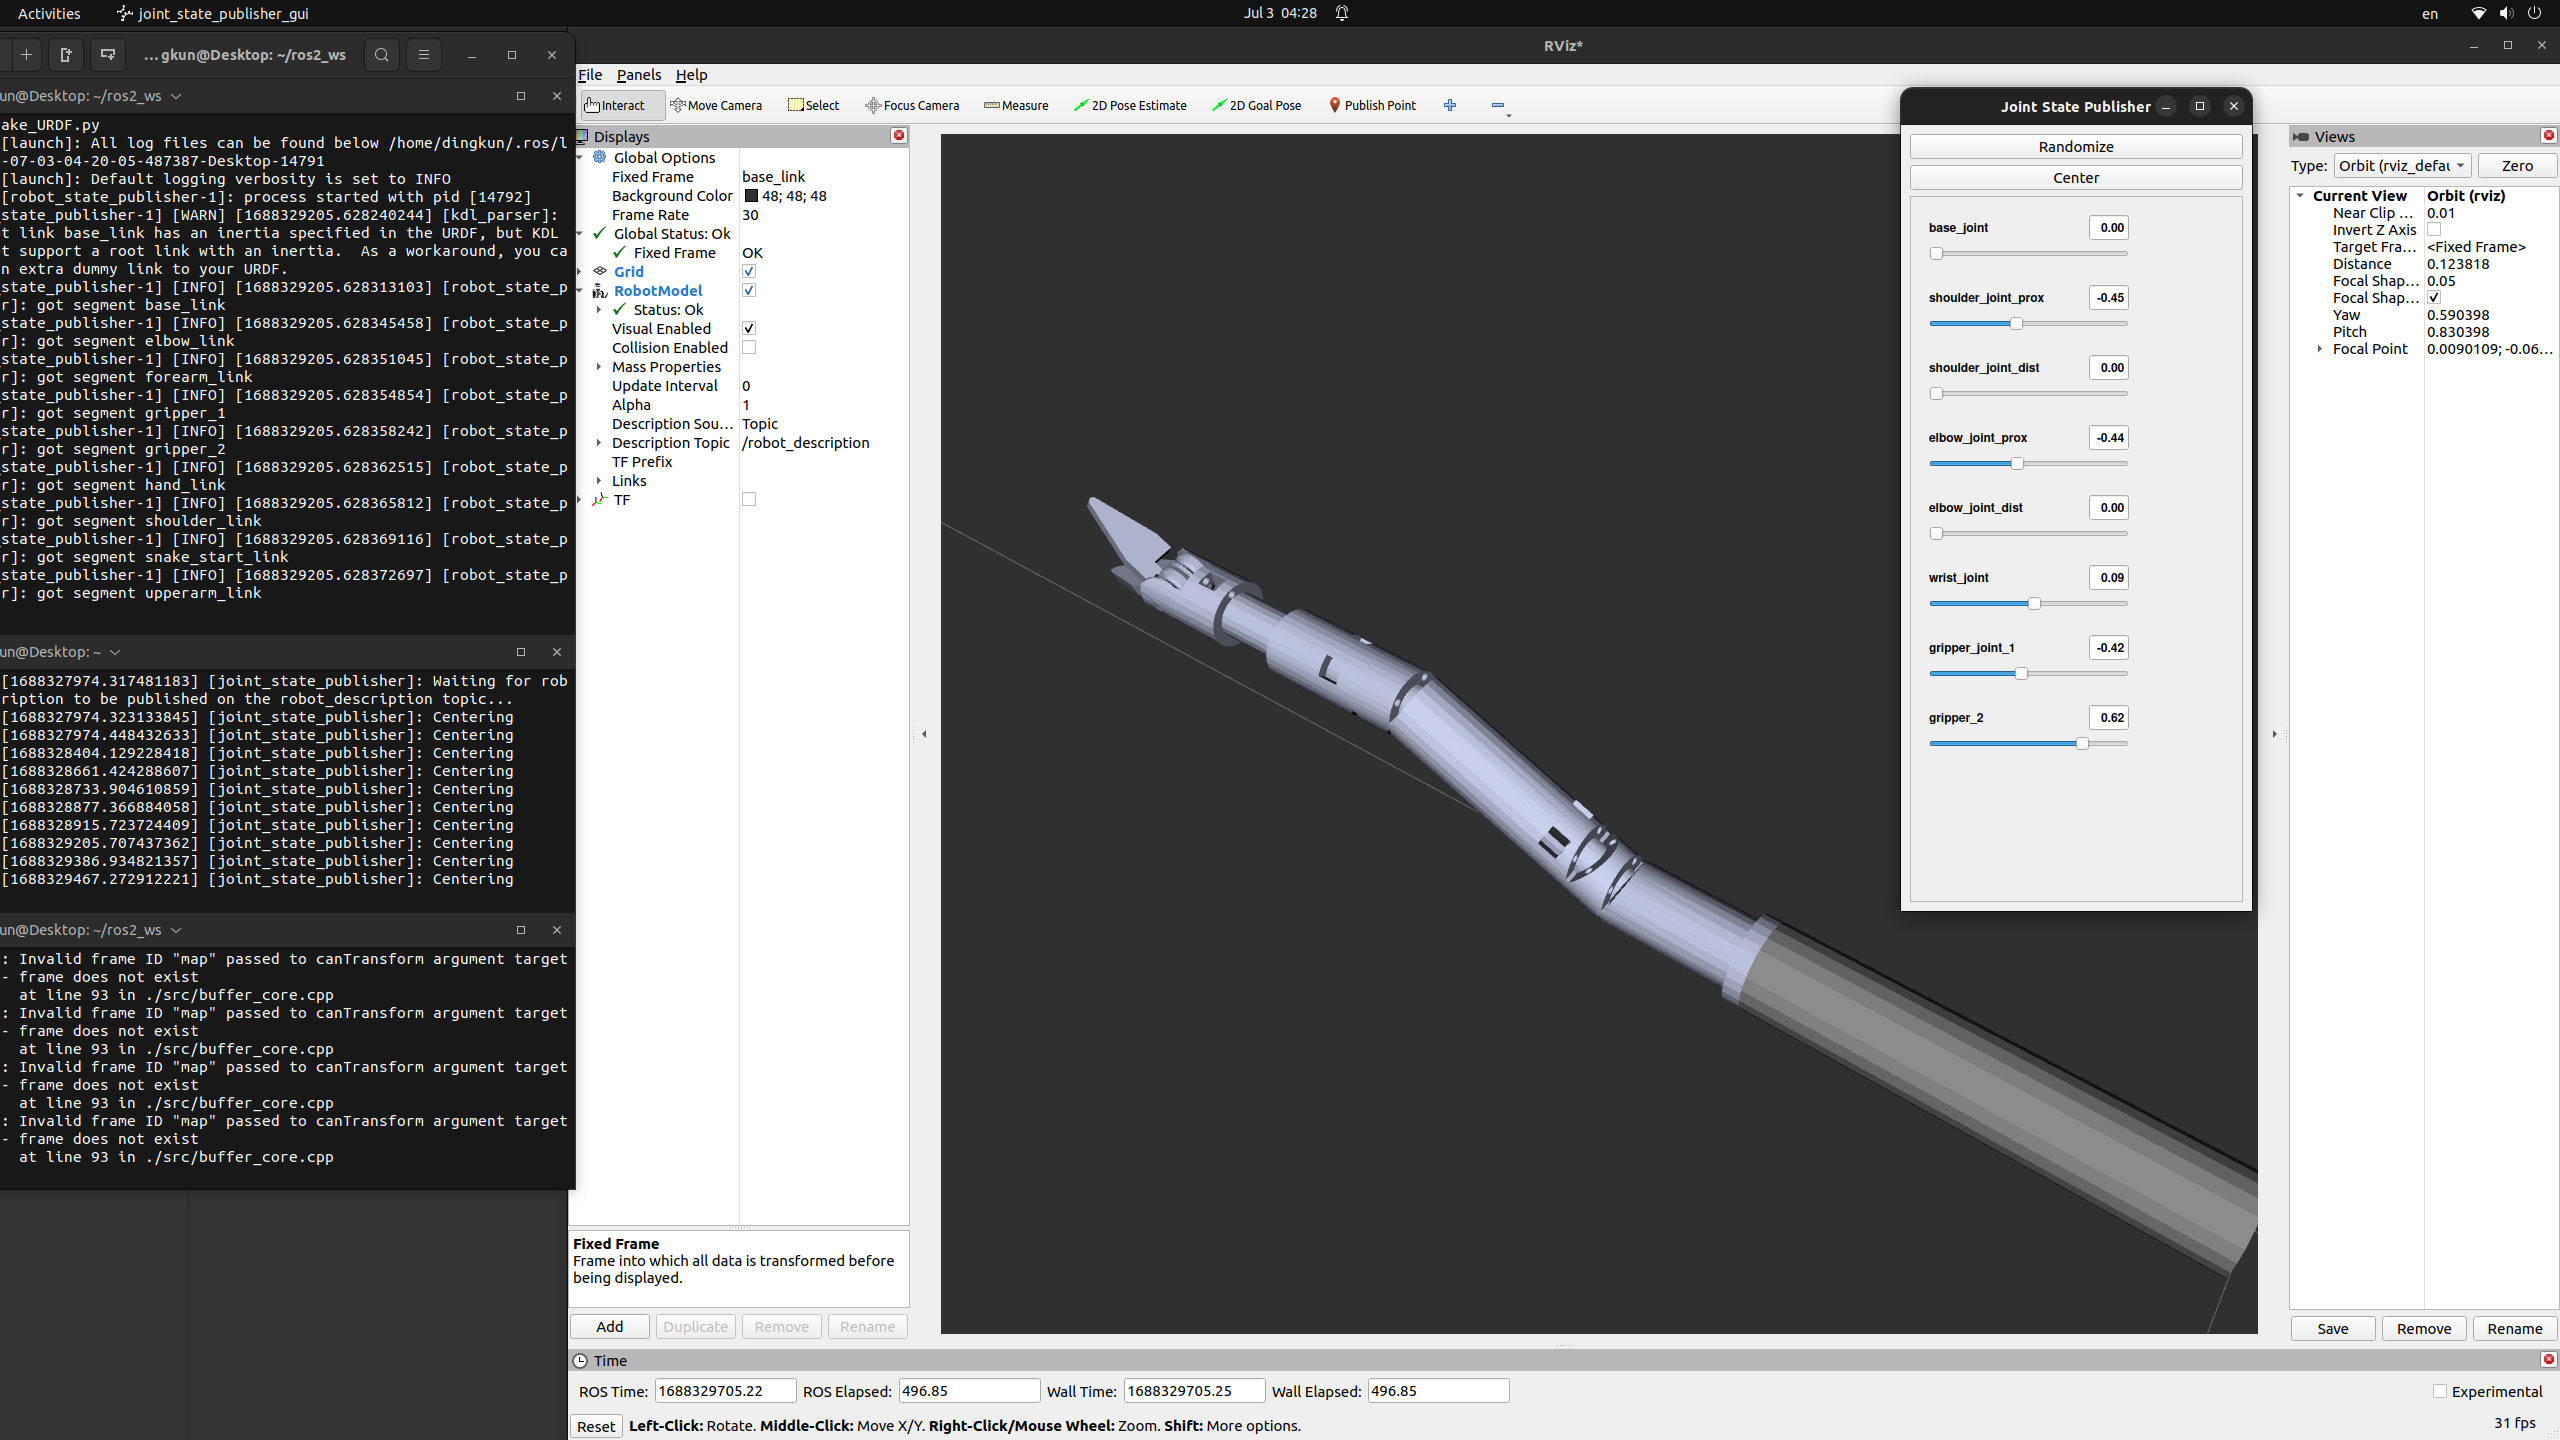 Activities
joint_state_publisher_gui
Jul 3 04:28
en
...gkun@Desktop: ~/ros2_ws
un@Desktop: ~/ros2_ws
ake_URDF.py
[launch]: All log files can be found below /home/dingkun/.ros/l
-07-03-04-20-05-487387-Desktop-14791
[launch]: Default logging verbosity is set to INFO
[robot_state_publisher-1]: process started with pid [14792]
_state_publisher-1] [WARN] [1688329205.628240244] [kdl_parser]:
t link base_link has an inertia specified in the URDF, but KDL
t support a root link with an inertia.  As a workaround, you ca
n extra dummy link to your URDF.
_state_publisher-1] [INFO] [1688329205.628313103] [robot_state_p
r]: got segment base_link
_state_publisher-1] [INFO] [1688329205.628345458] [robot_state_p
r]: got segment elbow_link
_state_publisher-1] [INFO] [1688329205.628351045] [robot_state_p
r]: got segment forearm_link
_state_publisher-1] [INFO] [1688329205.628354854] [robot_state_p
r]: got segment gripper_1
_state_publisher-1] [INFO] [1688329205.628358242] [robot_state_p
r]: got segment gripper_2
_state_publisher-1] [INFO] [1688329205.628362515] [robot_state_p
r]: got segment hand_link
_state_publisher-1] [INFO] [1688329205.628365812] [robot_state_p
r]: got segment shoulder_link
_state_publisher-1] [INFO] [1688329205.628369116] [robot_state_p
r]: got segment snake_start_link
_state_publisher-1] [INFO] [1688329205.628372697] [robot_state_p
r]: got segment upperarm_link
un@Desktop: ~
[1688327974.317481183] [joint_state_publisher]: Waiting for rob
ription to be published on the robot_description topic...
[1688327974.323133845] [joint_state_publisher]: Centering
[1688327974.448432633] [joint_state_publisher]: Centering
[1688328404.129228418] [joint_state_publisher]: Centering
[1688328661.424288607] [joint_state_publisher]: Centering
[1688328733.904610859] [joint_state_publisher]: Centering
[1688328877.366884058] [joint_state_publisher]: Centering
[1688328915.723724409] [joint_state_publisher]: Centering
[1688329205.707437362] [joint_state_publisher]: Centering
[1688329386.934821357] [joint_state_publisher]: Centering
[1688329467.272912221] [joint_state_publisher]: Centering
un@Desktop: ~/ros2_ws
: Invalid frame ID "map" passed to canTransform argument target
- frame does not exist
at line 93 in ./src/buffer_core.cpp
: Invalid frame ID "map" passed to canTransform argument target
- frame does not exist
at line 93 in ./src/buffer_core.cpp
: Invalid frame ID "map" passed to canTransform argument target
- frame does not exist
at line 93 in ./src/buffer_core.cpp
: Invalid frame ID "map" passed to canTransform argument target
- frame does not exist
at line 93 in ./src/buffer_core.cpp
RViz*
File Panels Help
Interact Move Camera Select Focus Camera Measure 2D Pose Estimate 2D Goal Pose Publish Point
Displays
Global Options
Fixed Frame base_link
Background Color 48; 48; 48
Frame Rate 30
Global Status: Ok
Fixed Frame OK
Grid
RobotModel
Status: Ok
Visual Enabled
Collision Enabled
Mass Properties
Update Interval 0
Alpha 1
Description Sou... Topic
Description Topic /robot_description
TF Prefix
Links
TF
Fixed Frame
Frame into which all data is transformed before
being displayed.
Add Duplicate Remove Rename
Joint State Publisher
Randomize
Center
base_joint 0.00
shoulder_joint_prox -0.45
shoulder_joint_dist 0.00
elbow_joint_prox -0.44
elbow_joint_dist 0.00
wrist_joint 0.09
gripper_joint_1 -0.42
gripper_2 0.62
Views
Type: Orbit (rviz_defau Zero
Current View Orbit (rviz)
Near Clip ... 0.01
Invert Z Axis
Target Fra... <Fixed Frame>
Distance 0.123818
Focal Shap... 0.05
Focal Shap...
Yaw 0.590398
Pitch 0.830398
Focal Point 0.0090109; -0.06...
Save Remove Rename
Time
ROS Time: 1688329705.22 ROS Elapsed: 496.85 Wall Time: 1688329705.25 Wall Elapsed: 496.85 Experimental
Reset Left-Click: Rotate. Middle-Click: Move X/Y. Right-Click/Mouse Wheel: Zoom. Shift: More options. 31 fps